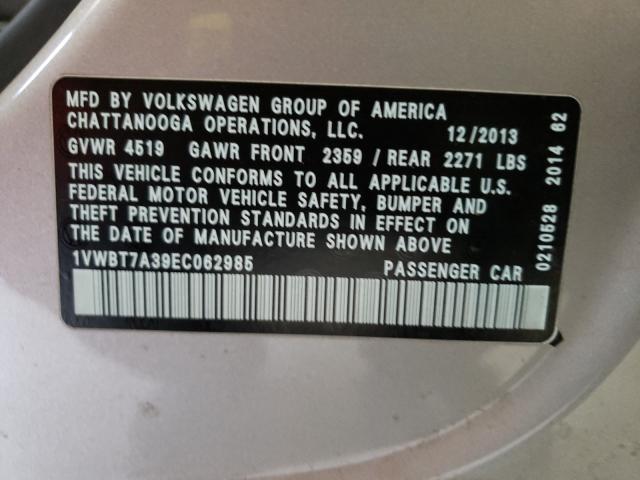 MFD BY VOLKSWAGEN GROUP OF AMERICA
CHATTANOOGA OPERATIONS, LLC. 12/2013
GVWR 4519 GAWR FRONT 2359 / REAR 2271 LBS
THIS VEHICLE CONFORMS TO ALL APPLICABLE U.S.
FEDERAL MOTOR VEHICLE SAFETY, BUMPER AND
THEFT PREVENTION STANDARDS IN EFFECT ON
THE DATE OF MANUFACTURE SHOWN ABOVE
1VWBT7A39EC062985 PASSENGER CAR
0210528 2014 62